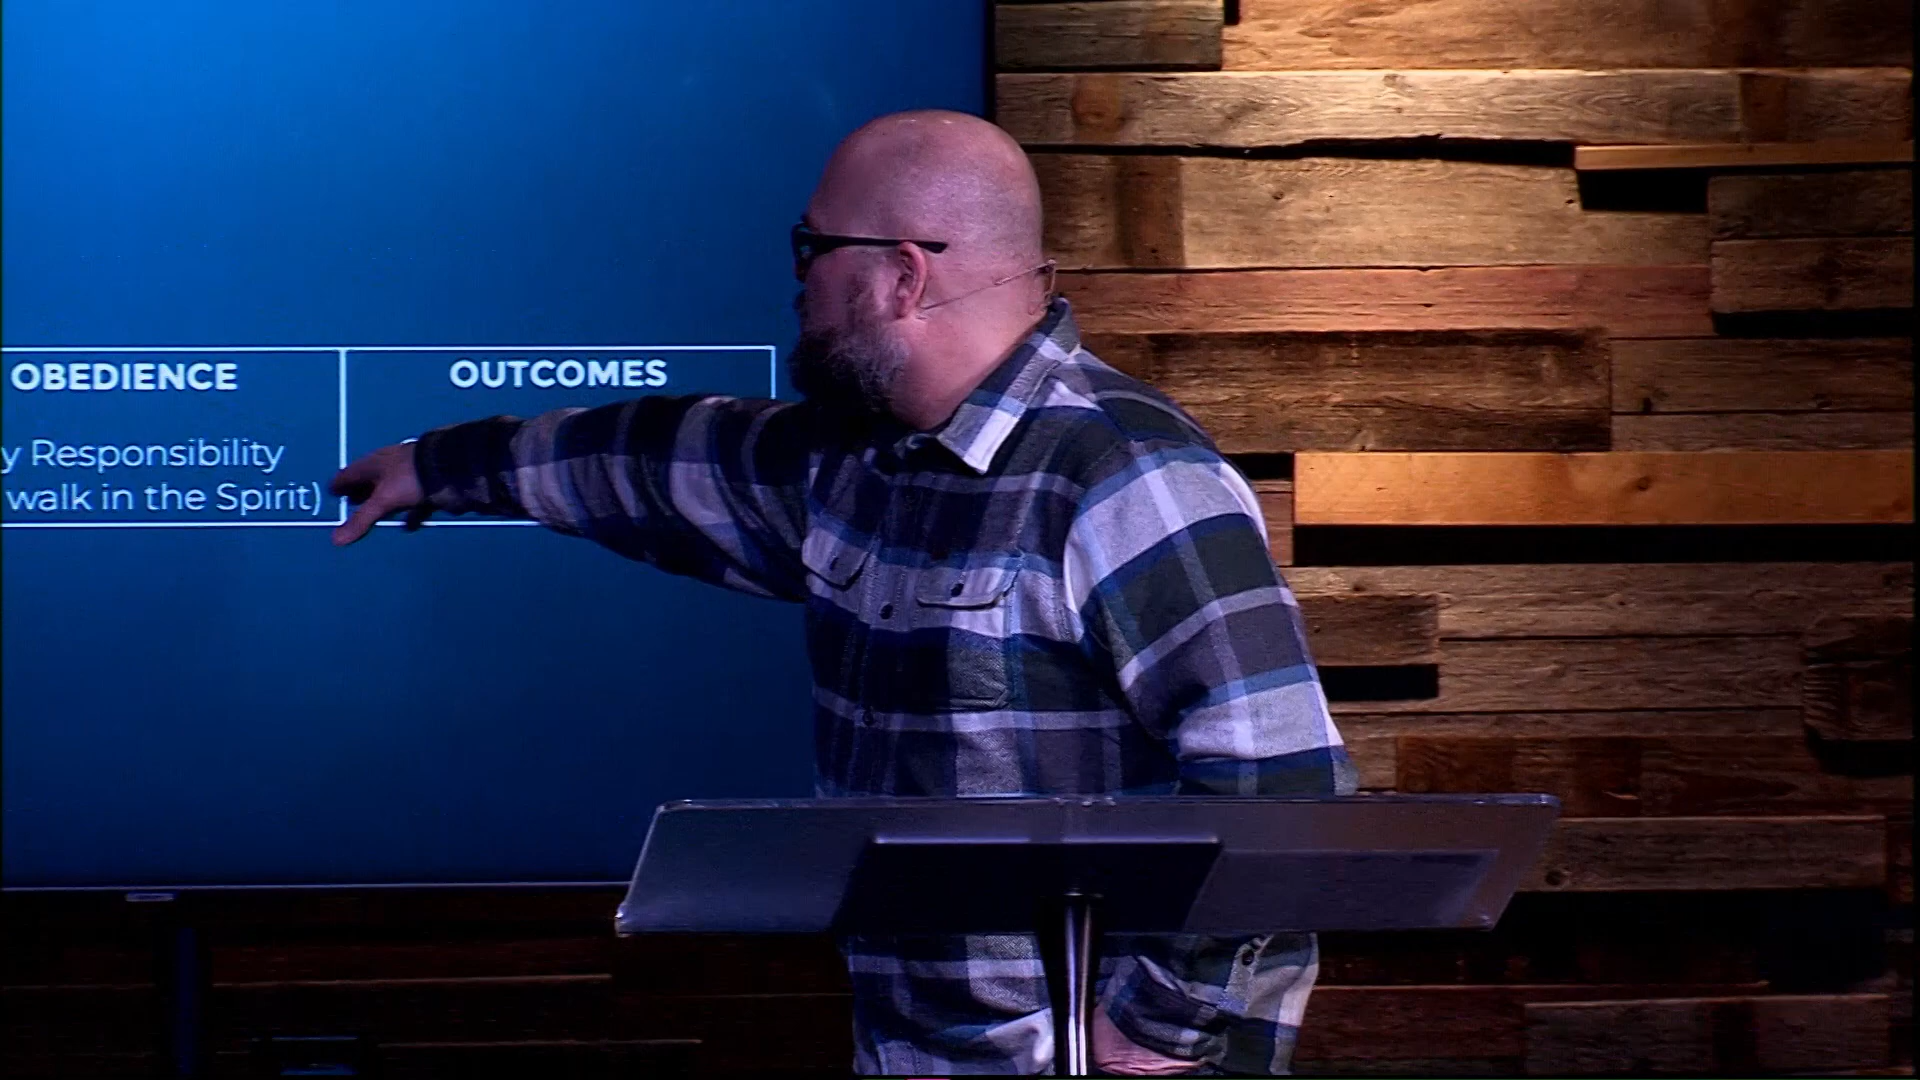 OBEDIENCE
OUTCOMES
y Responsibility
walk in the Spirit)